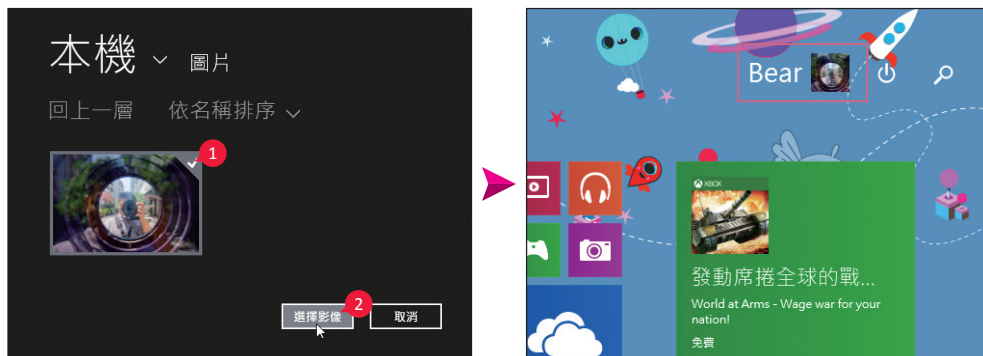 本機 圖片
回上一層 依名稱排序
1
2
選擇影像 取消
Bear
XBOX
發動席捲全球的戰...
World at Arms - Wage war for your
nation!
免費